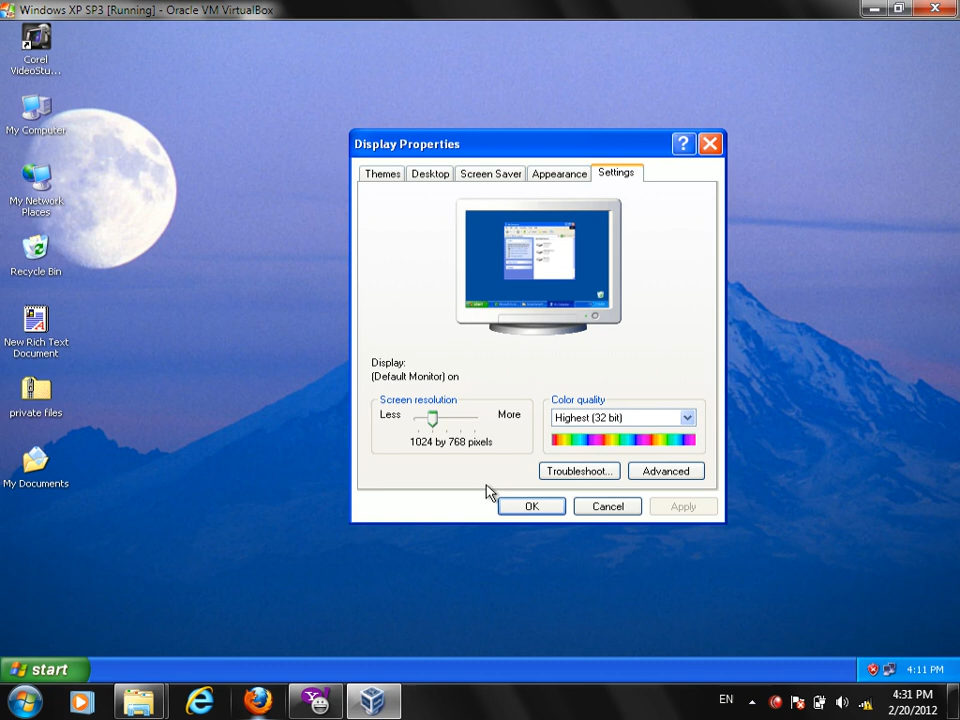 Windows XP SP3 [Running] - Oracle VM VirtualBox
Corel
VideoStu...
My Computer
My Network
Places
Recycle Bin
New Rich Text
Document
private files
My Documents
Display Properties
Themes
Desktop
Screen Saver
Appearance
Settings
Display:
(Default Monitor) on
Screen resolution
Less
More
1024 by 768 pixels
Color quality
Highest (32 bit)
Troubleshoot...
Advanced
OK
Cancel
Apply
start
4:11 PM
EN
4:31 PM
2/20/2012